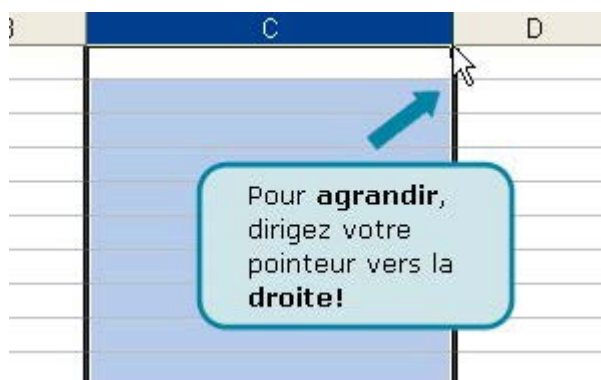 C D
Pour agrandir,
dirigez votre
pointeur vers la
droite!